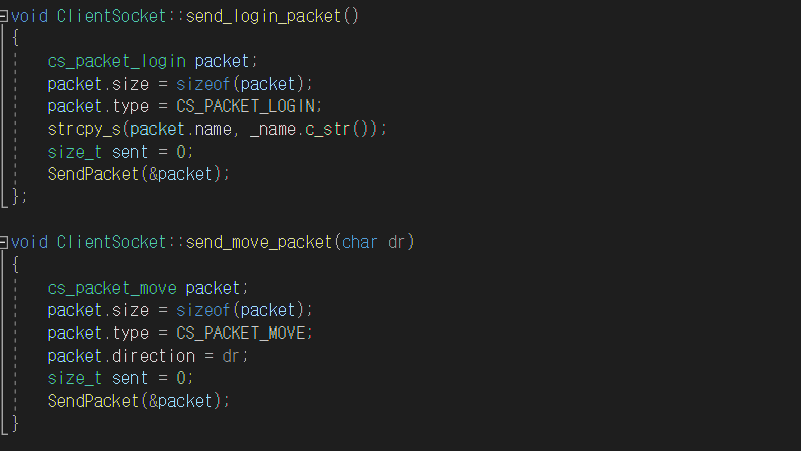 void ClientSocket::send_login_packet()
{
    cs_packet_login packet;
    packet.size = sizeof(packet);
    packet.type = CS_PACKET_LOGIN;
    strcpy_s(packet.name, _name.c_str());
    size_t sent = 0;
    SendPacket(&packet);
};
void ClientSocket::send_move_packet(char dr)
{
    cs_packet_move packet;
    packet.size = sizeof(packet);
    packet.type = CS_PACKET_MOVE;
    packet.direction = dr;
    size_t sent = 0;
    SendPacket(&packet);
}